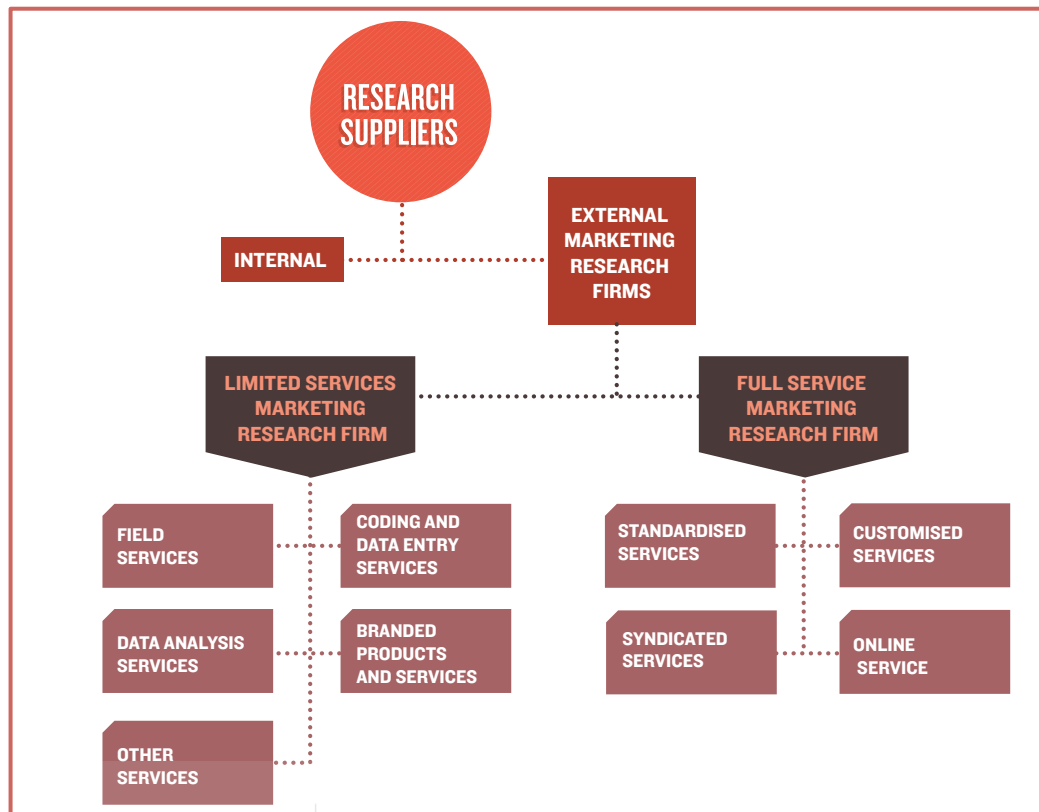 RESEARCH
SUPPLIERS
INTERNAL
EXTERNAL
MARKETING
RESEARCH
FIRMS
LIMITED SERVICES
MARKETING
RESEARCH FIRM
FULL SERVICE
MARKETING
RESEARCH FIRM
FIELD
SERVICES
CODING AND
DATA ENTRY
SERVICES
DATA ANALYSIS
SERVICES
BRANDED
PRODUCTS
AND SERVICES
OTHER
SERVICES
STANDARDISED
SERVICES
CUSTOMISED
SERVICES
SYNDICATED
SERVICES
ONLINE
SERVICE